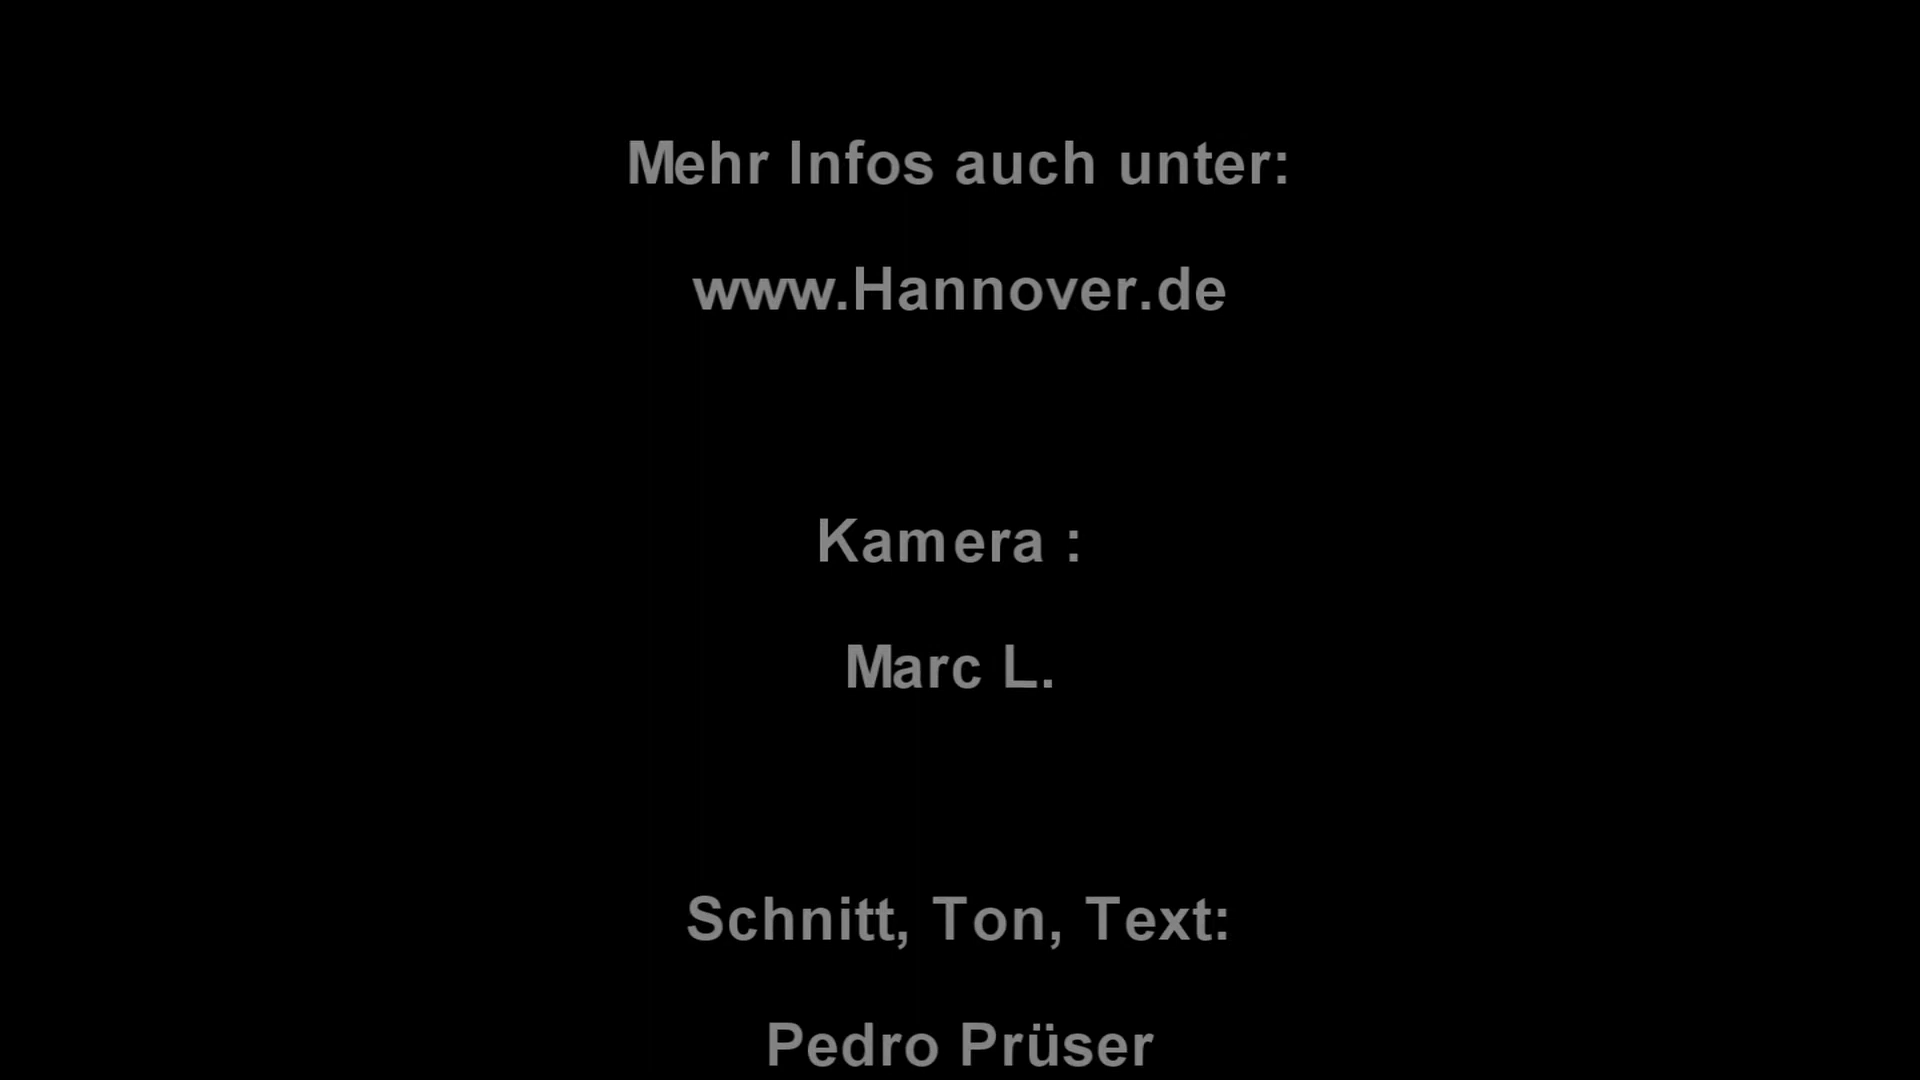 Mehr Infos auch unter:
www.Hannover.de
Kamera :
Marc L.
Schnitt, Ton, Text:
Pedro Prüser